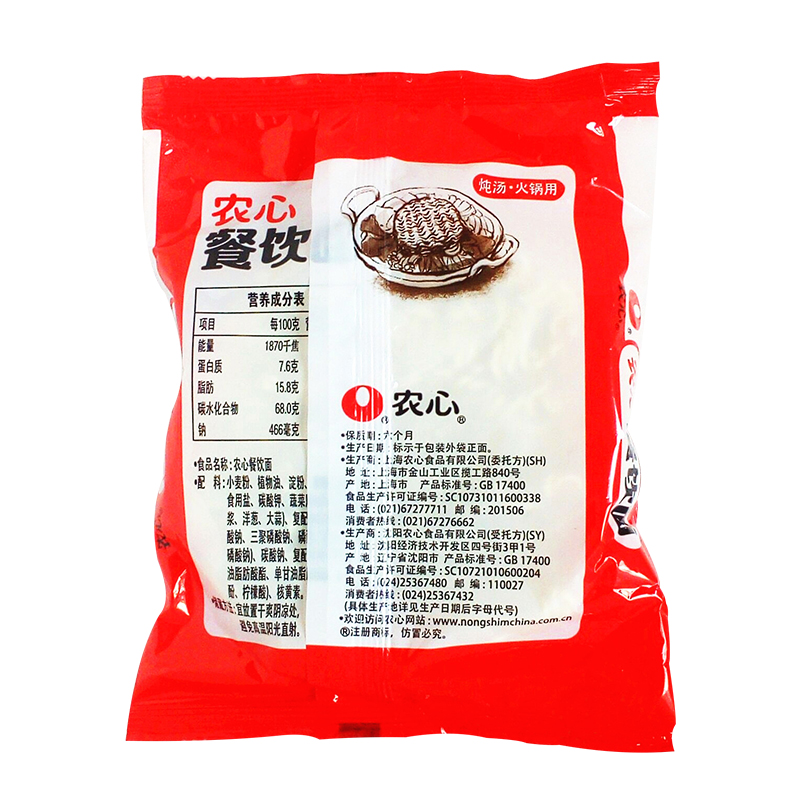 炖汤·火锅用
农心
餐饮
营养成分表
项目 每100克
能量 1870千焦
蛋白质 7.6克
脂肪 15.8克
碳水化合物 68.0克
钠 466毫克
•食品名称:农心餐饮面
•配 料:小麦粉、植物油、淀粉、
食用盐、碳酸钾、蔬菜
浆、洋葱、大蒜)、复配
酸钠、三聚磷酸钠、
磷酸钠)、碳酸钠、复配
油脂肪酸酯、单甘油
酚、柠檬酸)、核黄素。
方法:宜放置干爽阴凉处,
避免高温阳光直射。
农心®
•保质期:六个月
•生产日期:标示于包装外袋正面。
•生产商:上海农心食品有限公司(委托方)(SH)
地 址:上海市金山工业区揽工路840号
产 地:上海市 产品标准号:GB 17400
食品生产许可证编号:SC10731011600338
电 话:(021)67277711 邮 编:201506
消费者热线:(021)67276662
•生产商:沈阳农心食品有限公司(受托方)(SY)
地 址:沈阳经济技术开发区四号街3甲1号
产 地:辽宁省沈阳市 产品标准号:GB 17400
食品生产许可证编号:SC10721010600204
电 话:(024)25367480 邮 编:110027
消费者热线:(024)25367432
(具体生产地详见生产日期后字母代号)
•欢迎访问农心网站:www.nongshimchina.com.cn
®注册商标,仿冒必究。
农心